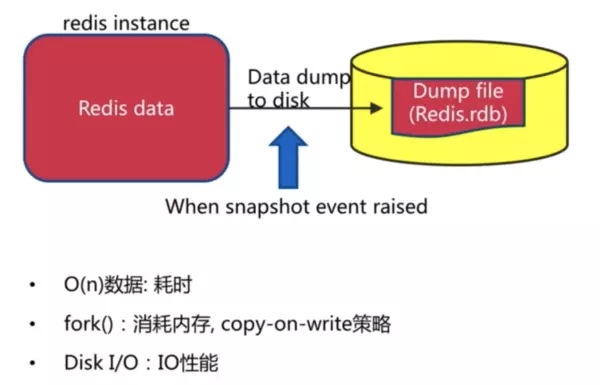 redis instance
Redis data
Data dump
to disk
Dump file
(Redis.rdb)
When snapshot event raised
• O(n)数据: 耗时
• fork()：消耗内存, copy-on-write策略
• Disk I/O：IO性能